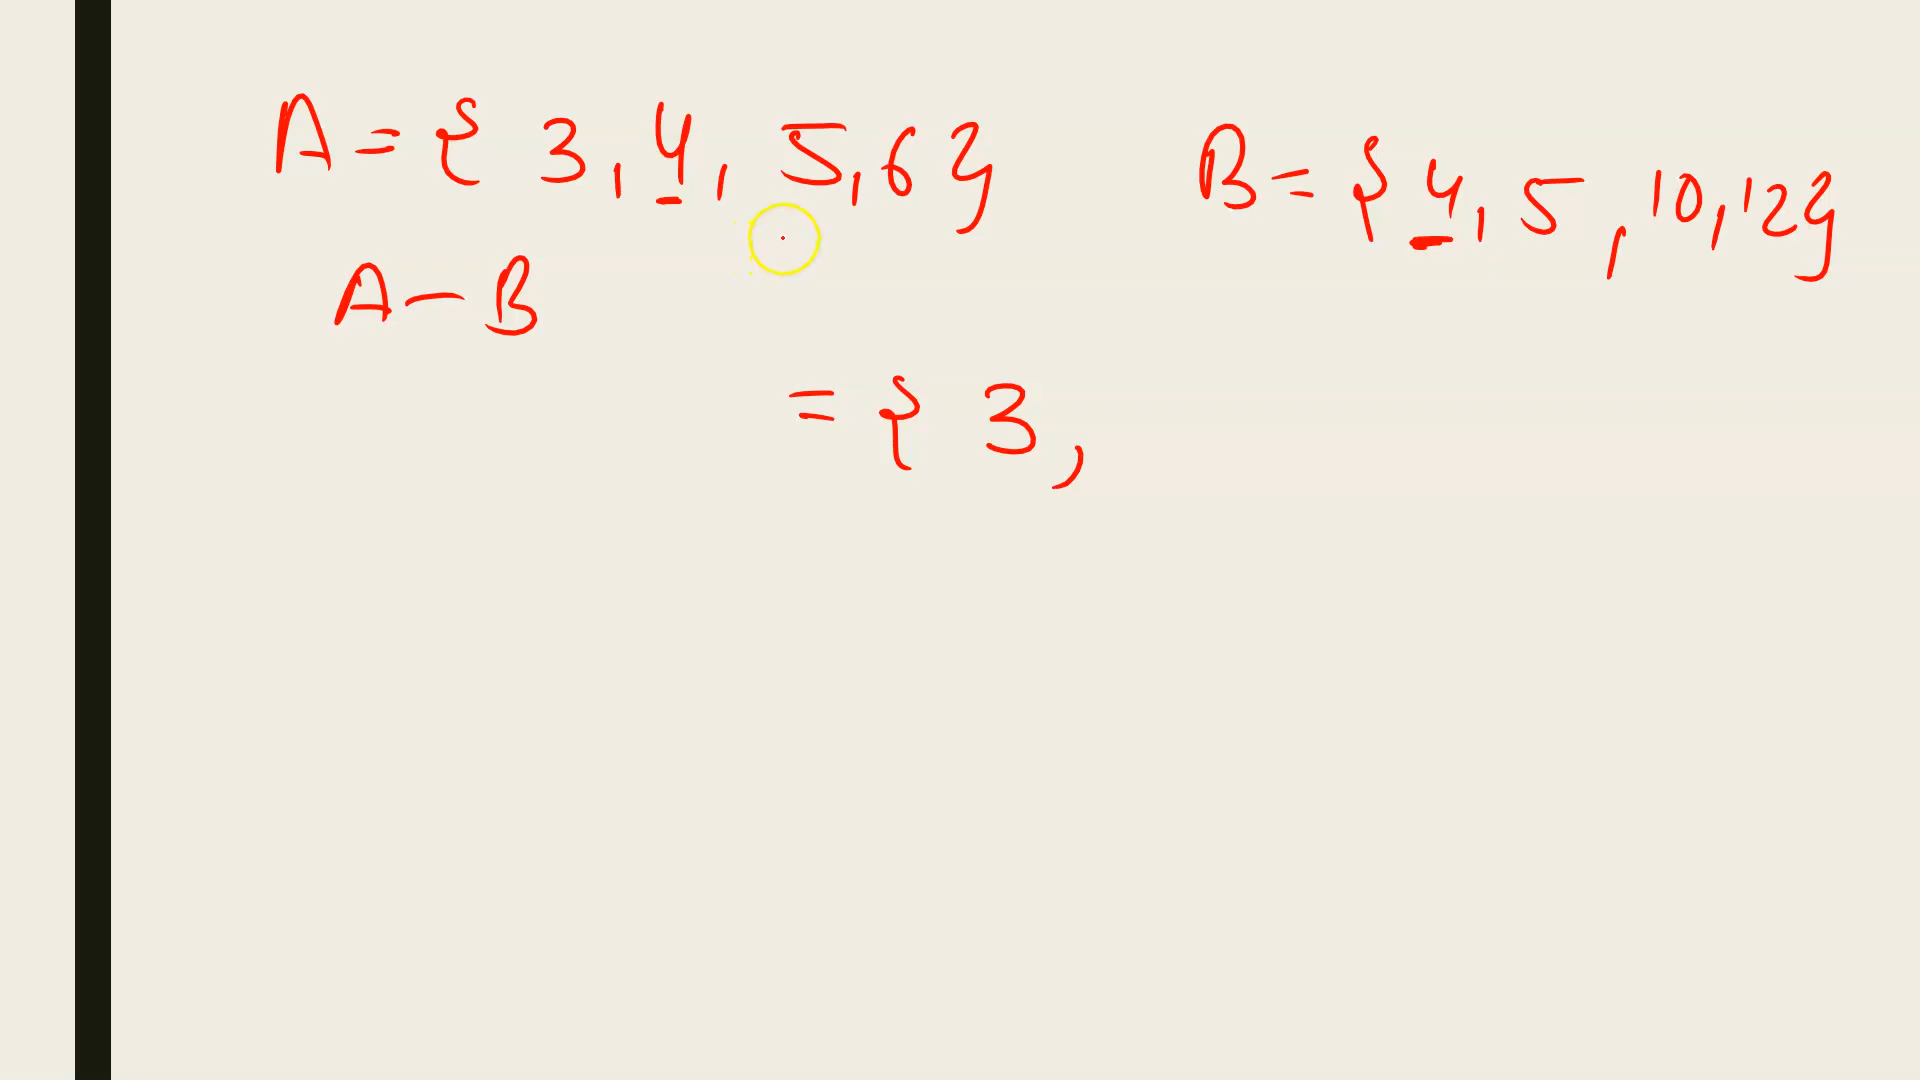 A = { 3, 4, 5, 6 } B = { 4, 5, 10, 12 }
A - B
= { 3,